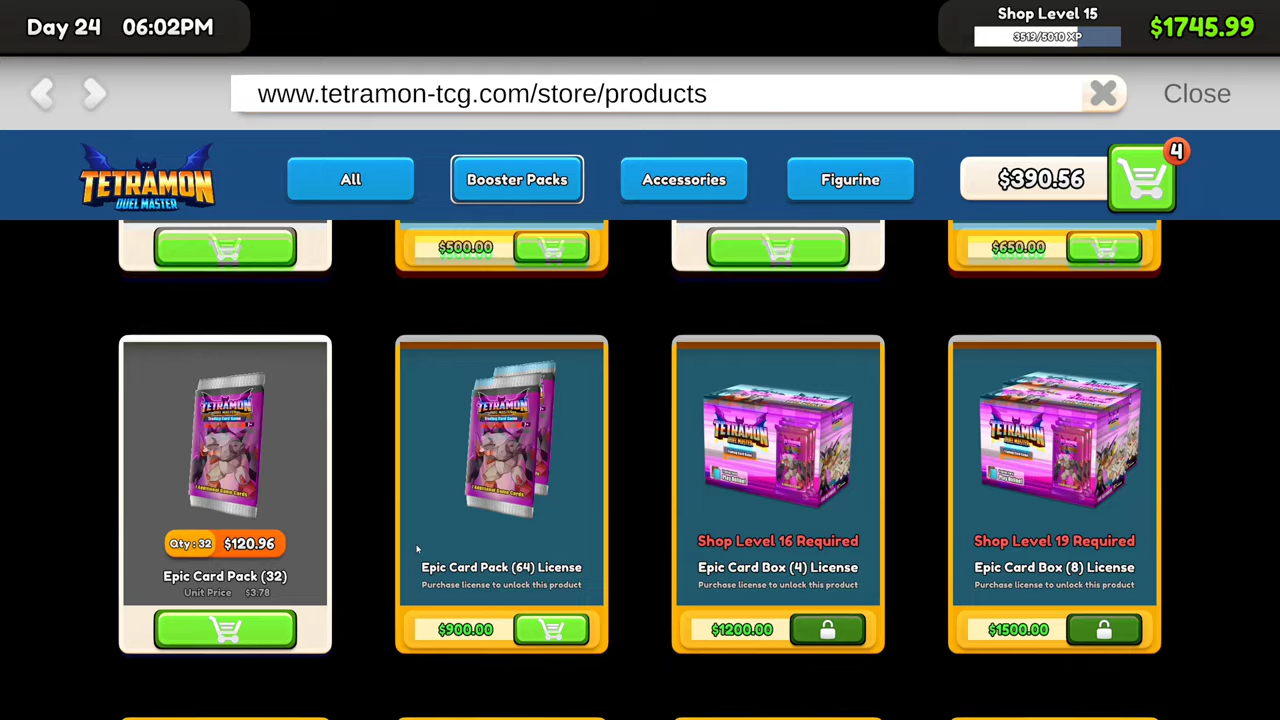 Day 24 06:02PM
Shop Level 15
3519/5010 XP
$1745.99
www.tetramon-tcg.com/store/products
Close
TETRAMON
DUEL MASTER
All
Booster Packs
Accessories
Figurine
$390.56
4
$500.00
$650.00
TETRAMON
Qty : 32 $120.96
Epic Card Pack (32)
Unit Price $3.78
$900.00
TETRAMON
Epic Card Pack (64) License
Purchase license to unlock this product
TETRAMON
Shop Level 16 Required
Epic Card Box (4) License
Purchase license to unlock this product
$1200.00
TETRAMON
Shop Level 19 Required
Epic Card Box (8) License
Purchase license to unlock this product
$1500.00